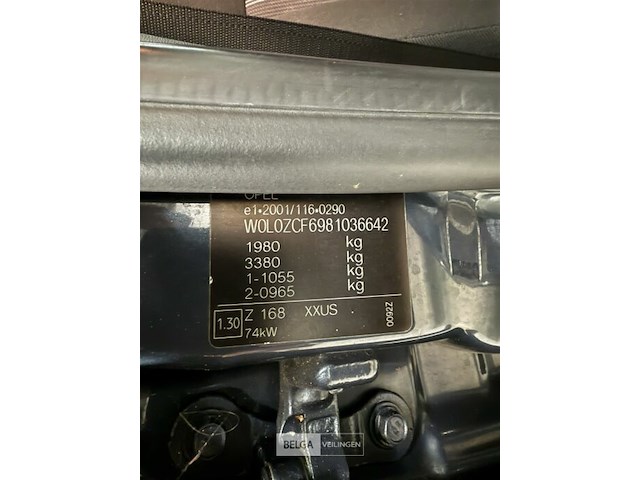 OPEL
e1*2001/116*0290
W0L0ZCF6981036642
1980 kg
3380 kg
1-1055 kg
2-0965 kg
1.30 Z 168 XXUS
74kW
0092Z
BELGA VEILINGEN